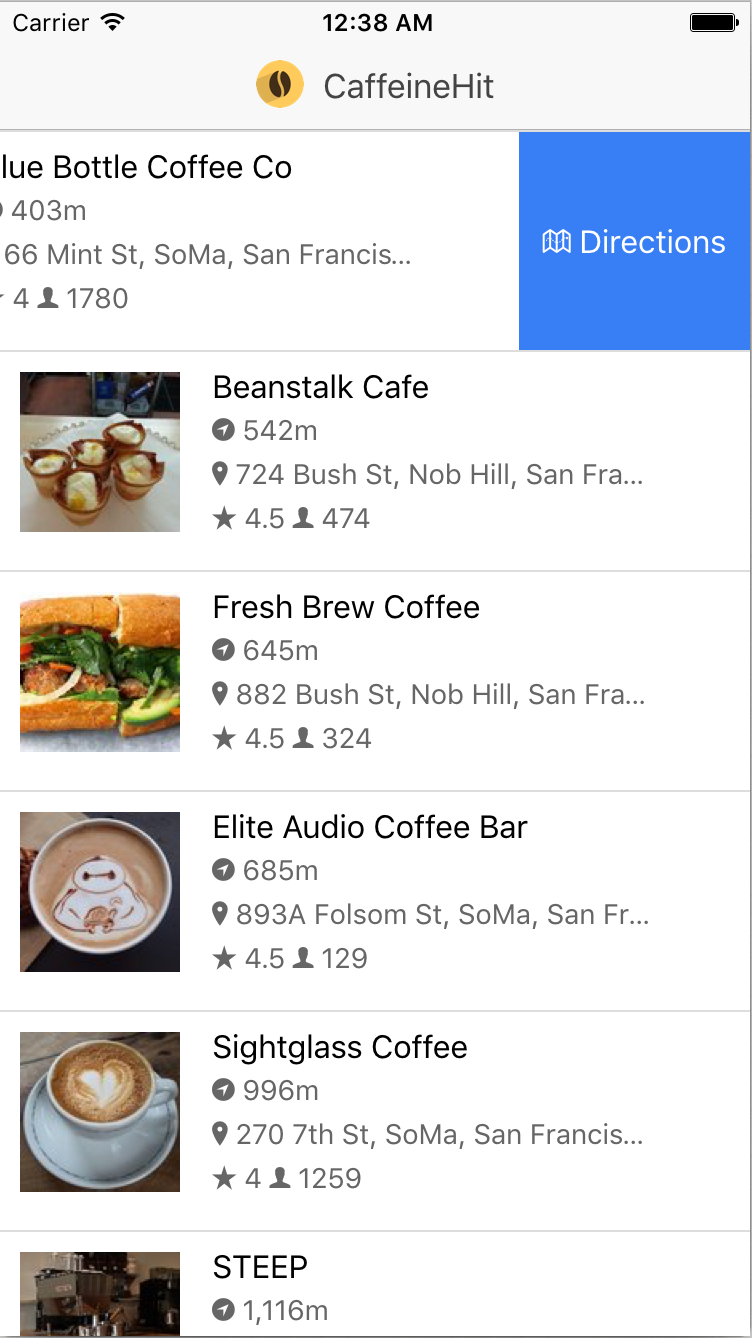 Carrier 12:38 AM
CaffeineHit
lue Bottle Coffee Co
403m
Directions
66 Mint St, SoMa, San Francis...
4 1780
Beanstalk Cafe
542m
724 Bush St, Nob Hill, San Fra...
4.5 474
Fresh Brew Coffee
645m
882 Bush St, Nob Hill, San Fra...
4.5 324
Elite Audio Coffee Bar
685m
893A Folsom St, SoMa, San Fr...
4.5 129
Sightglass Coffee
996m
270 7th St, SoMa, San Francis...
4 1259
STEEP
1,116m